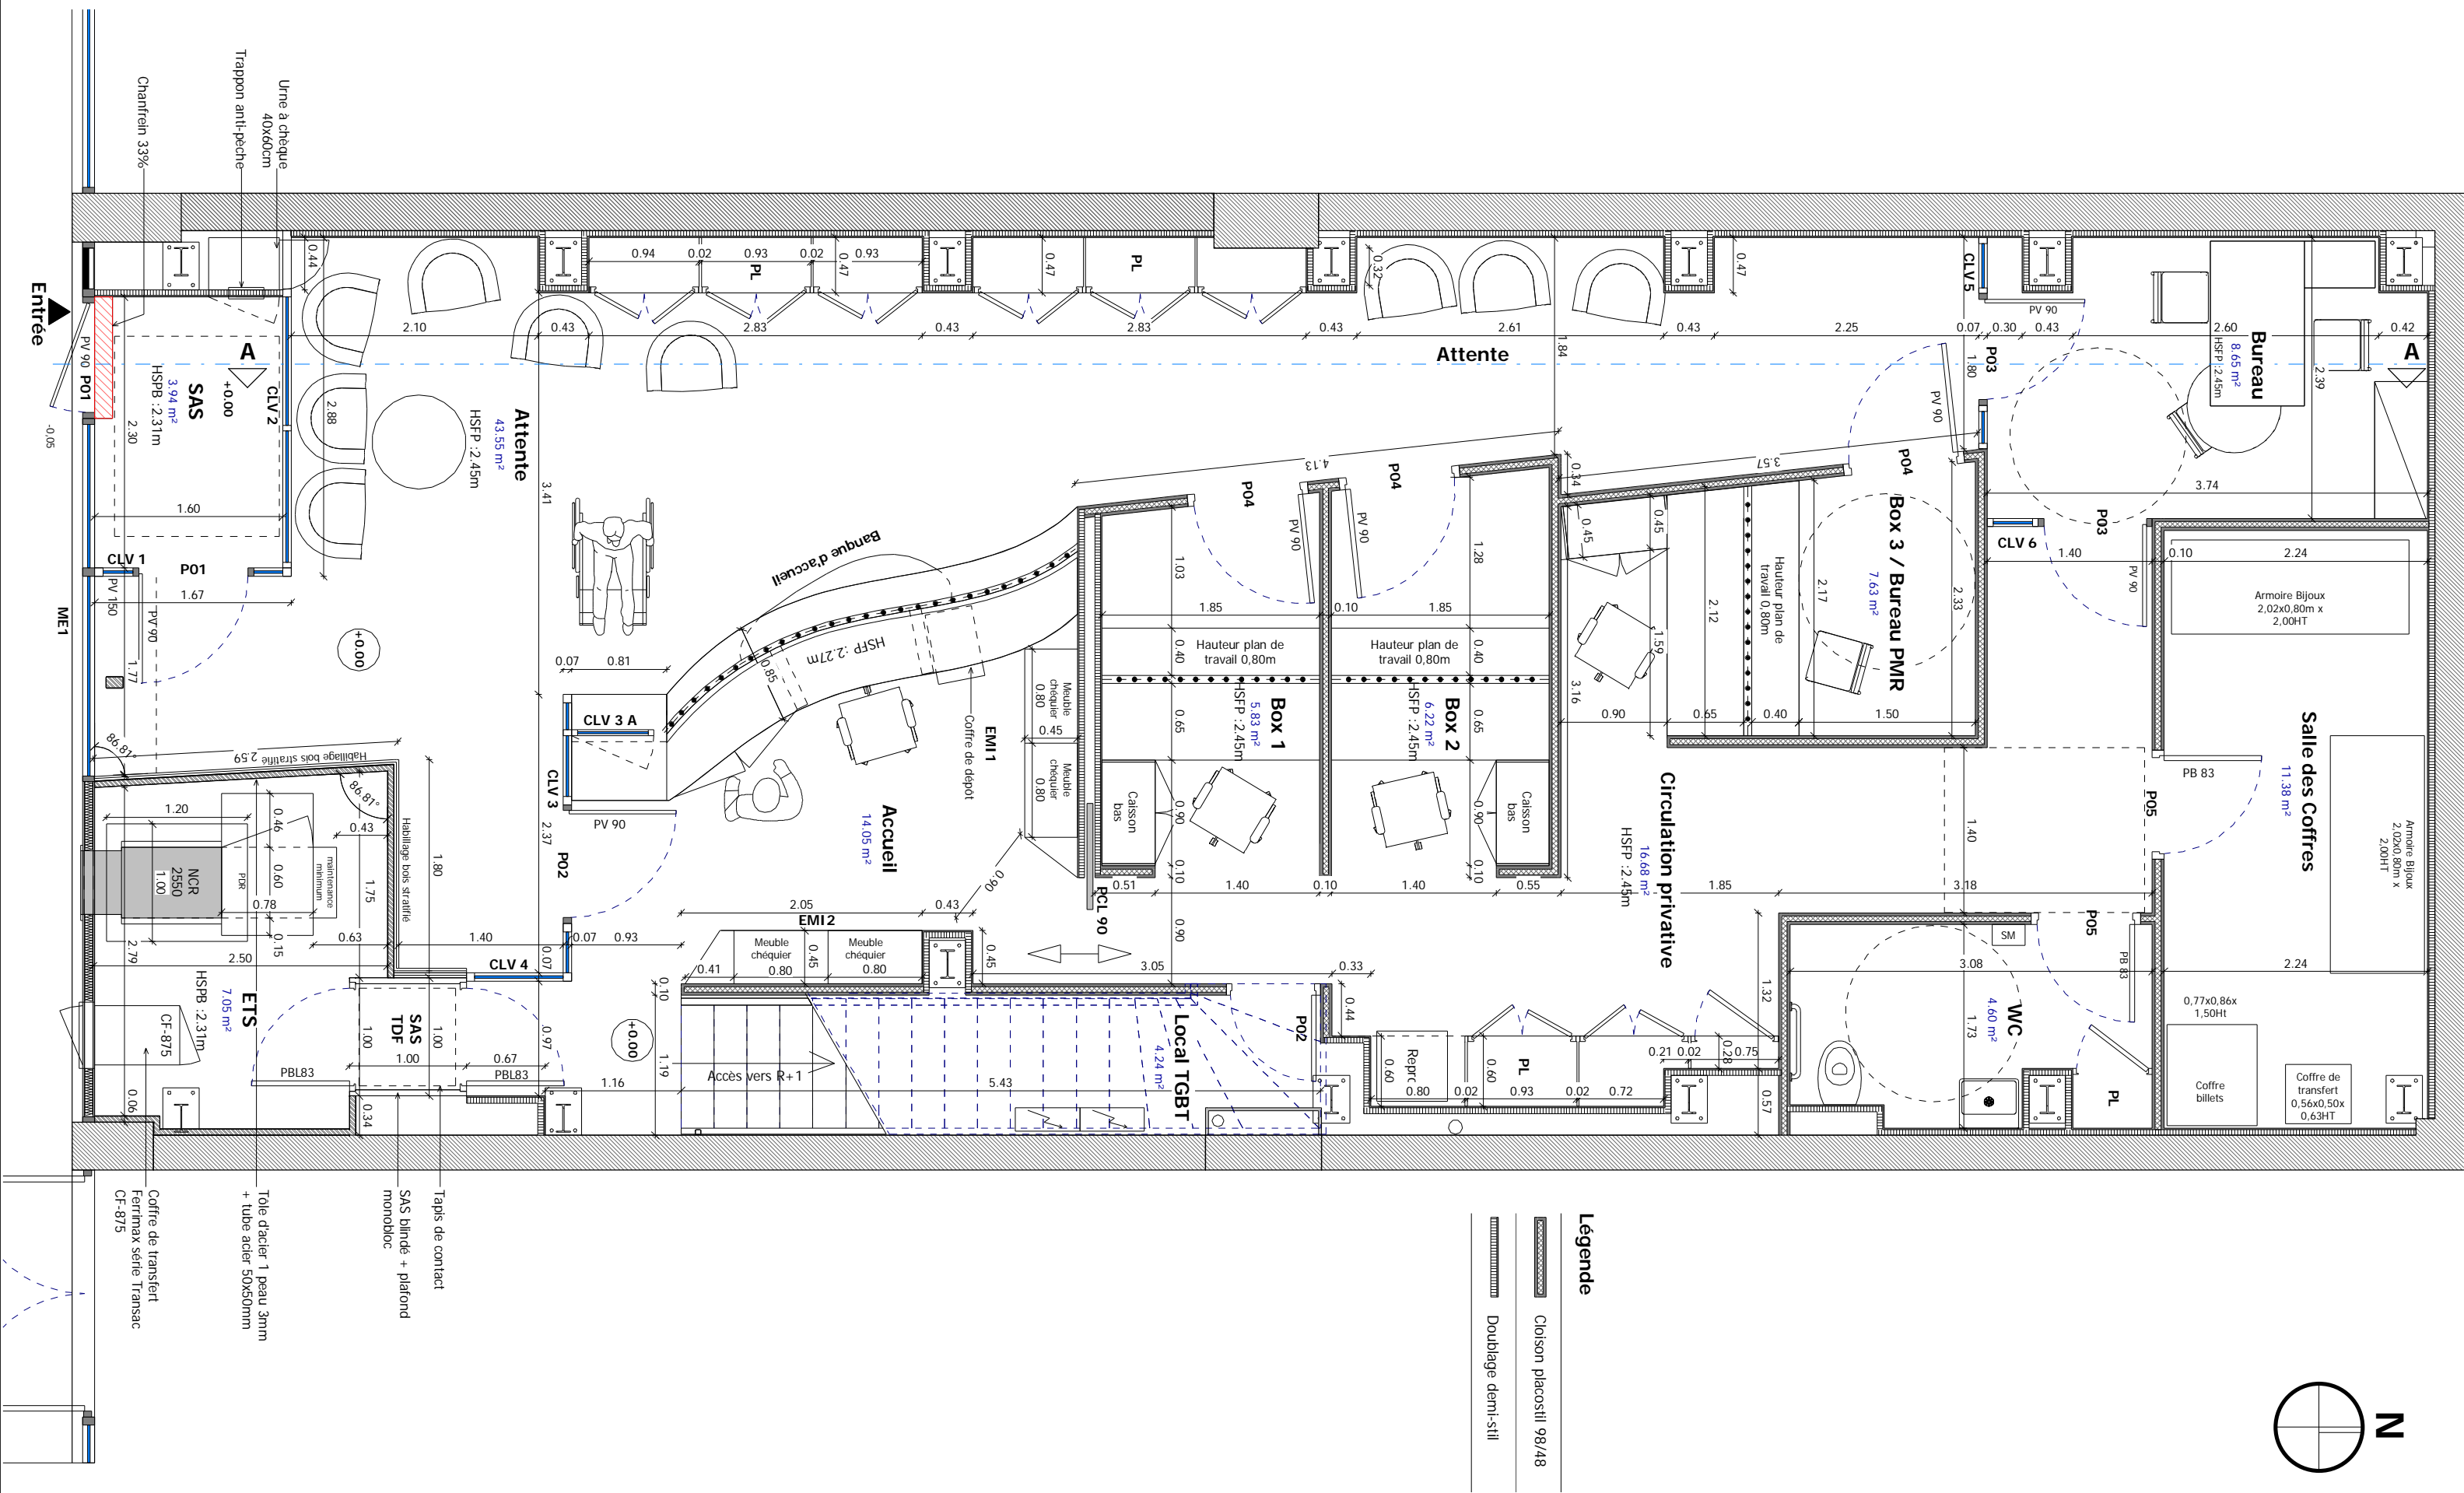 Urne à chèque
40x60cm
Trappon anti-pèche
Chanfrein 33%
Entrée
PV 90
P01
-0,05
ME1
SAS
3.94 m²
HSPB :2.31m
+0.00
A
CLV 2
2.30
1.60
CLV 1
P01
1.67
PV 150
PV 90
1.77
0.44
2.88
2.10
0.43
2.83
0.43
2.83
0.43
2.61
0.43
2.25
0.07
0.30
0.43
2.60
0.42
0.94
0.02
0.93
0.02
0.93
0.47
PL
0.47
PL
0.32
0.47
CLV 5
PV 90
P03
1.80
1.84
Attente
Attente
43.55 m²
HSFP :2.45m
3.41
+0.00
Bureau
8.65 m²
HSFP :2.45m
2.39
A
3.74
P03
CLV 6
1.40
PV 90
0.10
2.24
Armoire Bijoux
2,02x0,80m x
2,00HT
Salle des Coffres
11.38 m²
Armoire Bijoux
2,02x0,80m x
2,00HT
PB 83
P05
4.13
3.57
0.34
P04
P04
P04
PV 90
PV 90
PV 90
Box 3 / Bureau PMR
7.63 m²
Hauteur plan de
travail 0,80m
0.45
0.45
2.12
2.17
2.33
1.59
3.16
0.90
0.65
0.40
1.50
1.03
1.28
1.85
0.10
1.85
0.40
0.40
Hauteur plan de
travail 0,80m
Hauteur plan de
travail 0,80m
Box 1
5.83 m²
HSFP :2.45m
Box 2
6.22 m²
HSFP :2.45m
0.65
0.65
0.90
0.90
0.10
0.10
Caisson
bas
Caisson
bas
0.51
1.40
0.10
1.40
0.55
1.85
3.18
Banque d'accueil
HSFP :2.27m
0.85
0.07
0.81
CLV 3 A
CLV 3
PV 90
P02
2.37
Coffre de dépôt
EMI1
Meuble
chéquier
0.80
0.45
Meuble
chéquier
0.80
Accueil
14.05 m²
0.90
PCL 90
0.90
2.05
0.43
EMI2
Meuble
chéquier
0.80
0.45
Meuble
chéquier
0.80
0.41
0.45
3.05
0.33
Circulation privative
16.68 m²
HSFP :2.45m
1.40
86.81°
86.81°
2.59
Habillage bois stratifié
Habillage bois stratifié
1.20
0.46
0.43
0.60
NCR
2550
1.00
PDR
maintenance
minimum
0.78
0.15
1.75
1.80
0.63
1.40
0.07
0.93
0.07
2.79
2.50
CLV 4
ETS
7.05 m²
HSPB :2.31m
CF-875
0.06
SAS
TDF
1.00
1.00
1.00
0.67
0.97
PBL83
PBL83
0.34
1.16
0.10
1.19
+0.00
Accès vers R+1
5.43
Local TGBT
4.24 m²
P02
0.44
0.60
Repro
0.60
PL
0.80
0.02
0.93
0.02
0.72
0.21
0.02
0.28
0.75
1.32
0.57
SM
P05
PB 83
3.08
WC
4.60 m²
1.73
PL
2.24
0,77x0,86x
1,50Ht
Coffre
billets
Coffre de
transfert
0,56x0,50x
0,63HT
Coffre de transfert
Ferrimax série Transac
CF-875
Tôle d'acier 1 peau 3mm
+ tube acier 50x50mm
SAS blindé + plafond
monobloc
Tapis de contact
Légende
Cloison placostil 98/48
Doublage demi-stil
N